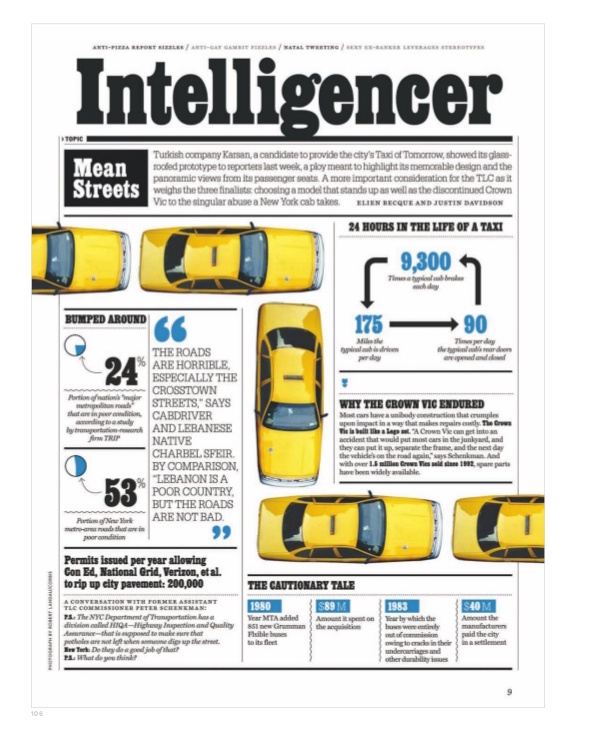 ANTI-PIZZA REPORT SIZZLES / ANTI-GAY GAMBIT FIZZLES / NATAL TWEETING / SEXY EX-BANKER LEVERAGES STEREOTYPES
Intelligencer
TOPIC
Mean
Streets
Turkish company Karsan, a candidate to provide the city's Taxi of Tomorrow, showed its glass-
roofed prototype to reporters last week, a ploy meant to highlight its memorable design and the
panoramic views from its passenger seats. A more important consideration for the TLC as it
weighs the three finalists: choosing a model that stands up as well as the discontinued Crown
Vic to the singular abuse a New York cab takes. ELIEN BECQUE AND JUSTIN DAVIDSON
24 HOURS IN THE LIFE OF A TAXI
9,300
Times a typical cab brakes
each day
175
Miles the
typical cab is driven
per day
90
Times per day
the typical cab's rear doors
are opened and closed
BUMPED AROUND
24%
Portion of nation's "major
metropolitan roads"
that are in poor condition,
according to a study
by transportation-research
firm TRIP
53%
Portion of New York
metro-area roads that are in
poor condition
“
THE ROADS
ARE HORRIBLE,
ESPECIALLY THE
CROSSTOWN
STREETS," SAYS
CABDRIVER
AND LEBANESE
NATIVE
CHARBEL SFEIR.
BY COMPARISON,
"LEBANON IS A
POOR COUNTRY,
BUT THE ROADS
ARE NOT BAD.
”
WHY THE CROWN VIC ENDURED
Most cars have a unibody construction that crumples
upon impact in a way that makes repairs costly. The Crown
Vic is built like a Lego set. "A Crown Vic can get into an
accident that would put most cars in the junkyard, and
they can put it up, separate the frame, and the next day
the vehicle's on the road again," says Schenkman. And
with over 1.5 million Crown Vics sold since 1992, spare parts
have been widely available.
Permits issued per year allowing
Con Ed, National Grid, Verizon, et al.
to rip up city pavement: 200,000
A CONVERSATION WITH FORMER ASSISTANT
TLC COMMISSIONER PETER SCHENKMAN:
P.S.: The NYC Department of Transportation has a
division called HIQA—Highway Inspection and Quality
Assurance—that is supposed to make sure that
potholes are not left when someone digs up the street.
New York: Do they do a good job of that?
P.S.: What do you think?
THE CAUTIONARY TALE
1980
Year MTA added
851 new Grumman
Flxible buses
to its fleet
$89 M
Amount it spent on
the acquisition
1983
Year by which the
buses were entirely
out of commission
owing to cracks in their
undercarriages and
other durability issues
$40 M
Amount the
manufacturers
paid the city
in a settlement
9
106